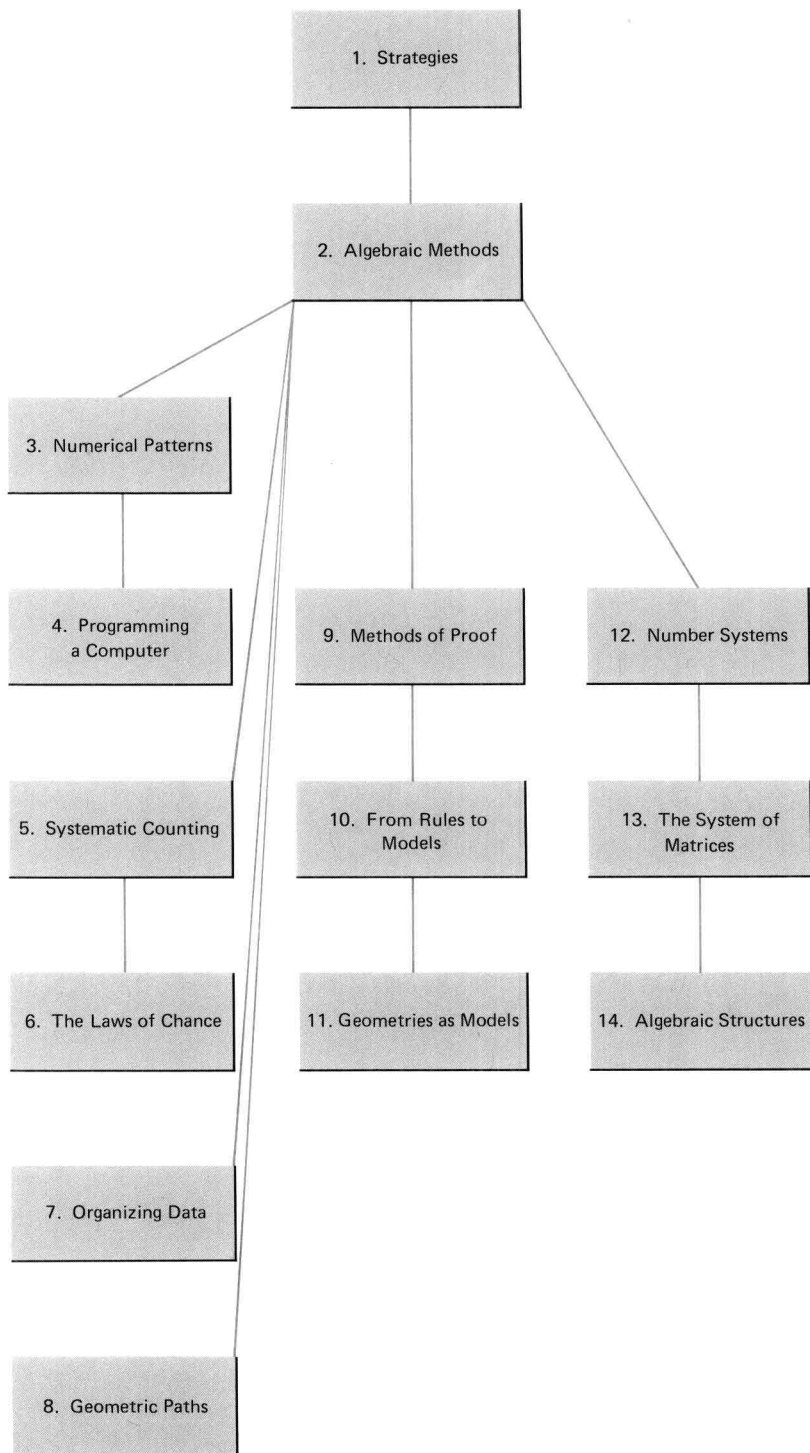 1. Strategies
2. Algebraic Methods
3. Numerical Patterns
4. Programming
a Computer
5. Systematic Counting
6. The Laws of Chance
7. Organizing Data
8. Geometric Paths
9. Methods of Proof
10. From Rules to
Models
11. Geometries as Models
12. Number Systems
13. The System of
Matrices
14. Algebraic Structures